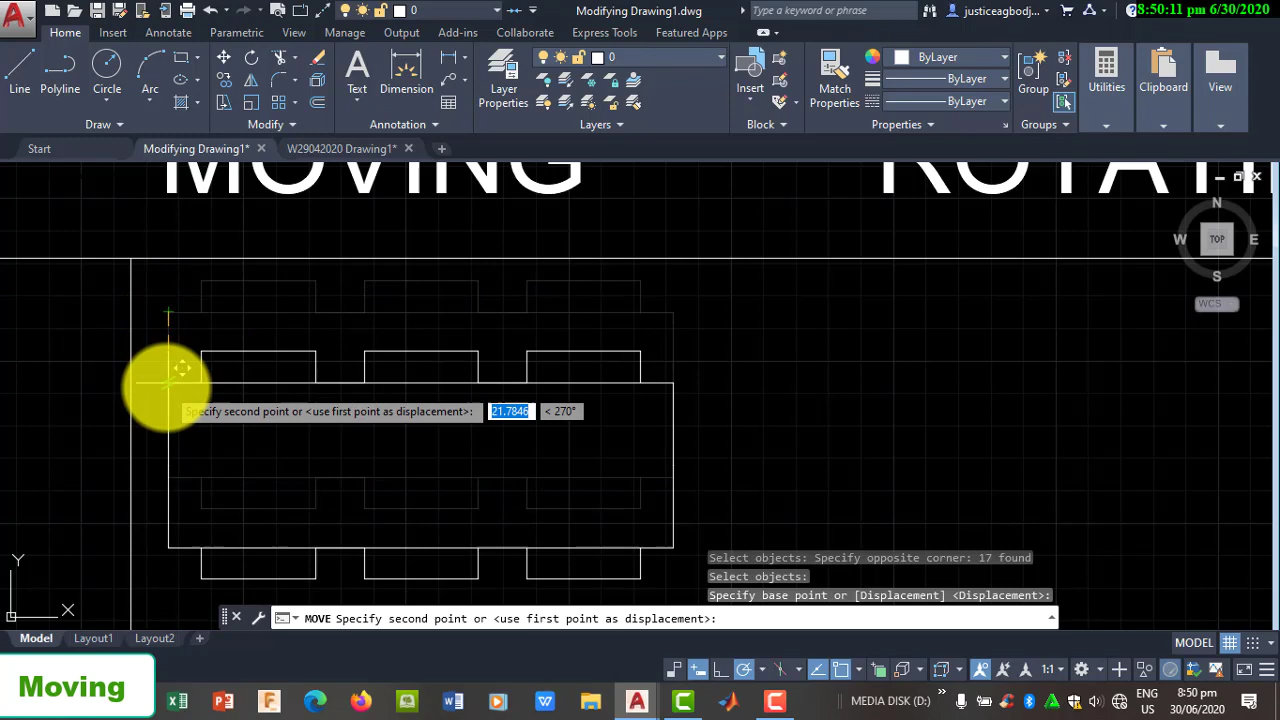 0
Modifying Drawing1.dwg
Type a keyword or phrase
justiceagbodj...
8:50:11 pm 6/30/2020
Home
Insert
Annotate
Parametric
View
Manage
Output
Collaborate
Express Tools
Featured Apps
Line
Polyline
Circle
Arc
Text
Dimension
Layer
Properties
0
Insert
Match
Properties
ByLayer
ByLayer
ByLayer
Group
Utilities
Clipboard
View
Draw
Modify
Annotation
Layers
Block
Properties
Groups
Start
Modifying Drawing1*
W29042020 Drawing1*
MOVING
N
W
TOP
E
S
WCS
Specify second point or <use first point as displacement>:
21.7846
< 270°
Y
X
Select objects: Specify opposite corner: 17 found
Select objects:
Specify base point or [Displacement] <Displacement>:
MOVE Specify second point or <use first point as displacement>:
Model
Layout1
Layout2
MODEL
1:1
Moving
MEDIA DISK (D:)
ENG
US
8:50 pm
30/06/2020